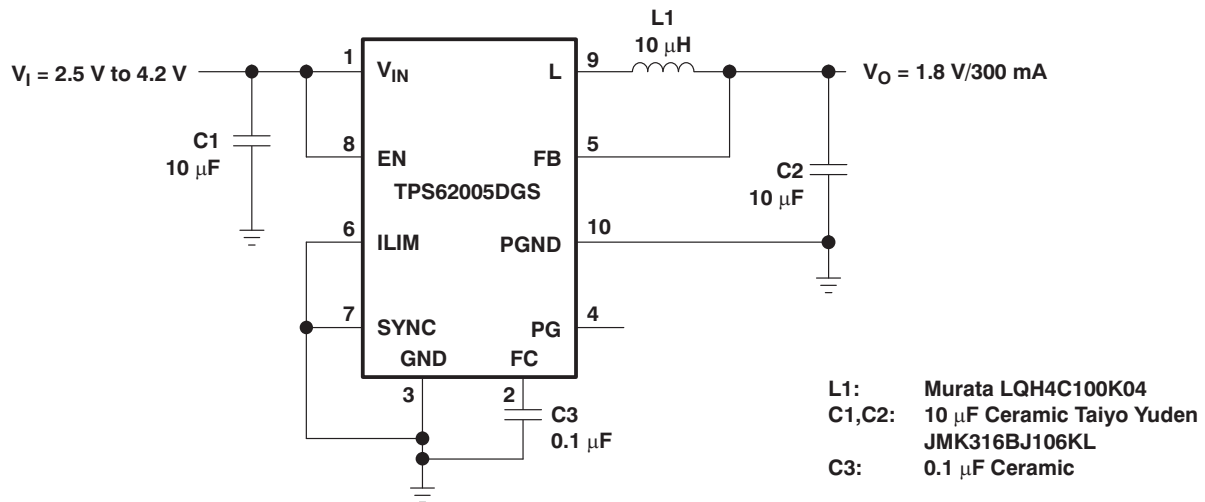 L1
10 μH
1
9
V_I = 2.5 V to 4.2 V
V_IN
L
V_O = 1.8 V/300 mA
C1
10 μF
8
EN
FB
5
C2
10 μF
TPS62005DGS
6
ILIM
PGND
10
7
SYNC
PG
4
GND
FC
3
2
C3
0.1 μF
L1: Murata LQH4C100K04
C1,C2: 10 μF Ceramic Taiyo Yuden
JMK316BJ106KL
C3: 0.1 μF Ceramic